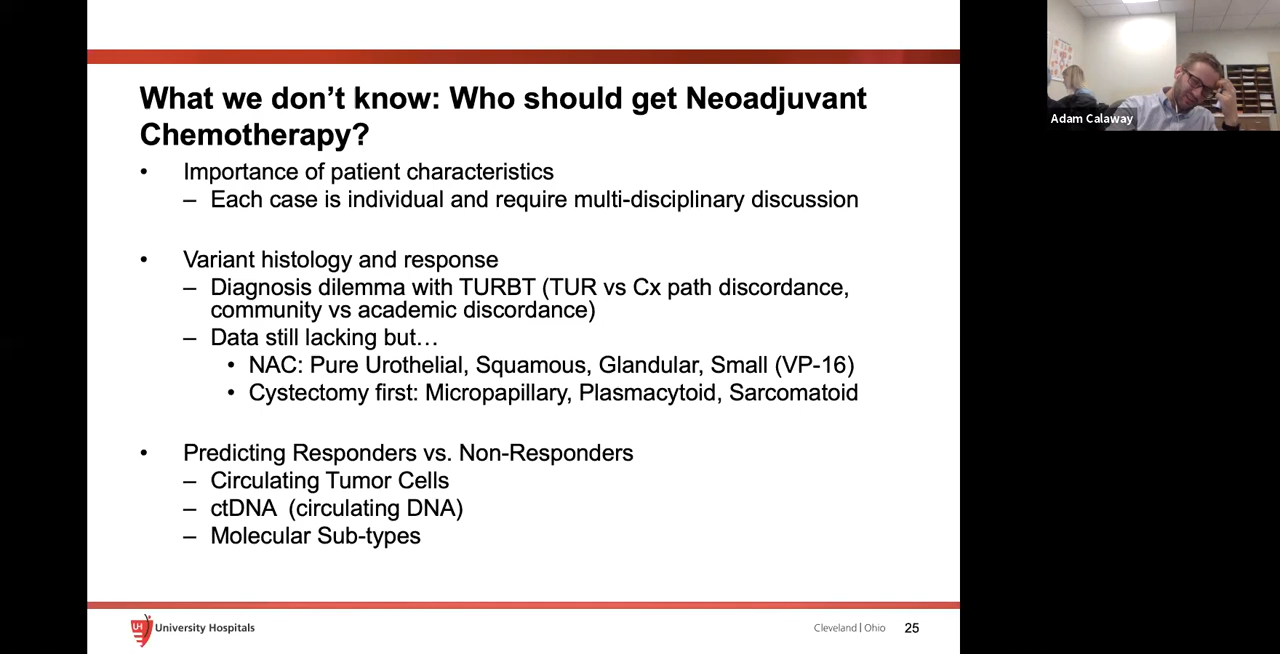 What we don’t know: Who should get Neoadjuvant
Chemotherapy?
• Importance of patient characteristics
– Each case is individual and require multi-disciplinary discussion
• Variant histology and response
– Diagnosis dilemma with TURBT (TUR vs Cx path discordance,
community vs academic discordance)
– Data still lacking but…
• NAC: Pure Urothelial, Squamous, Glandular, Small (VP-16)
• Cystectomy first: Micropapillary, Plasmacytoid, Sarcomatoid
• Predicting Responders vs. Non-Responders
– Circulating Tumor Cells
– ctDNA (circulating DNA)
– Molecular Sub-types
UH University Hospitals
Cleveland | Ohio 25
Adam Calaway